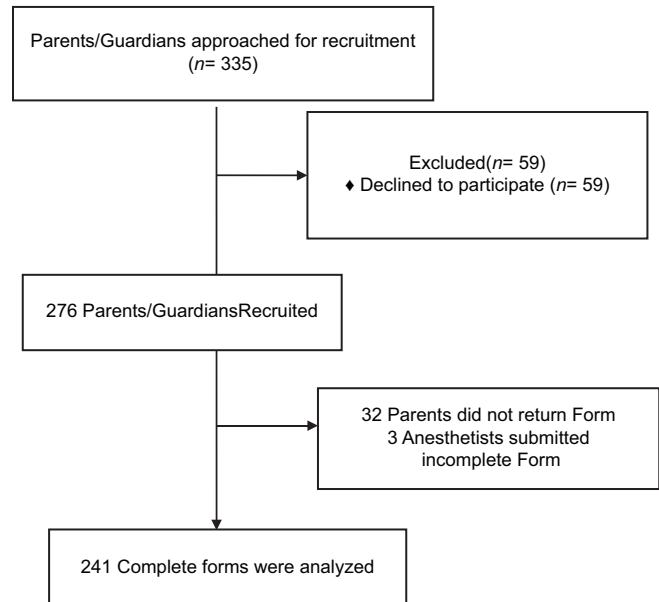 Parents/Guardians approached for recruitment
(n= 335)
Excluded(n= 59)
♦ Declined to participate (n= 59)
276 Parents/GuardiansRecruited
32 Parents did not return Form
3 Anesthetists submitted
incomplete Form
241 Complete forms were analyzed